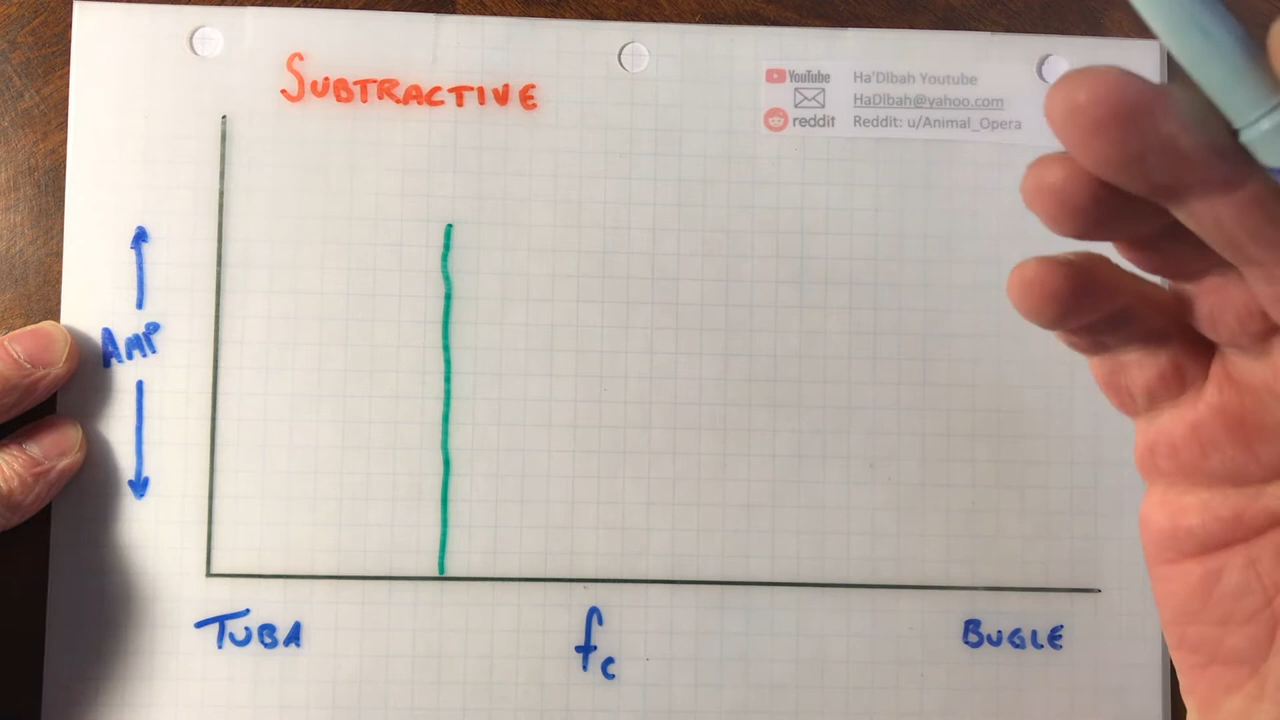 SUBTRACTIVE
YouTube Ha'DIbah Youtube
HaDIbah@yahoo.com
reddit Reddit: u/Animal_Opera
AMP
TUBA fc BUGLE